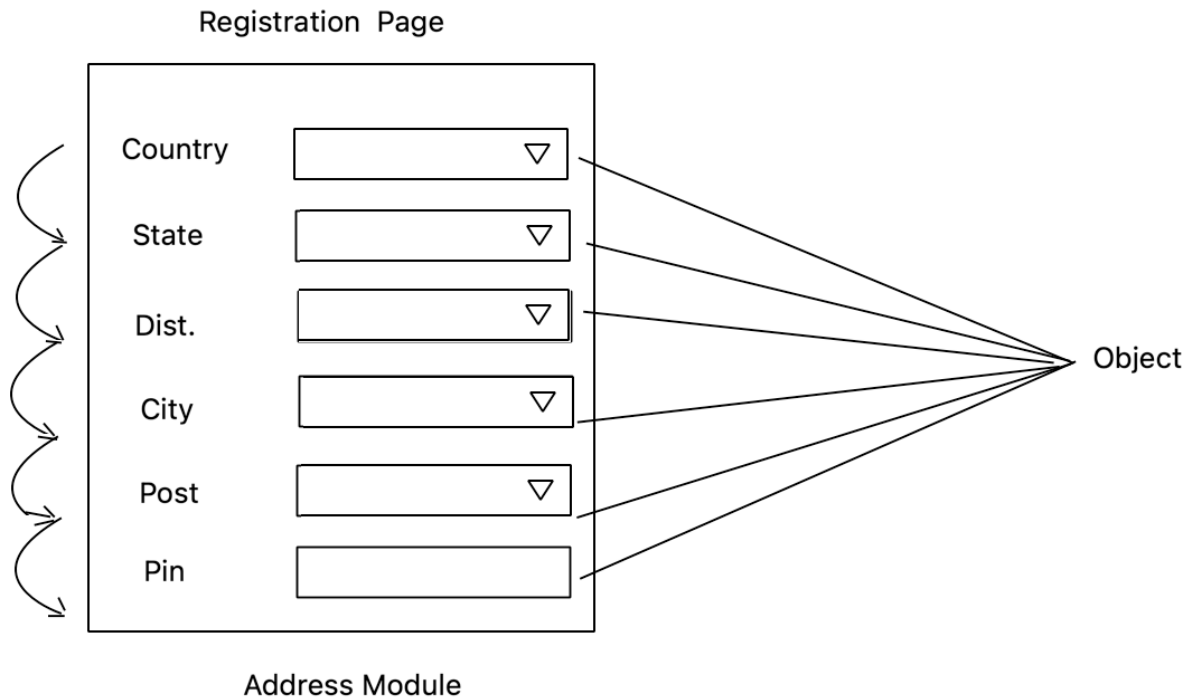 Registration Page
Country
State
Dist.
City
Post
Pin
Object
Address Module